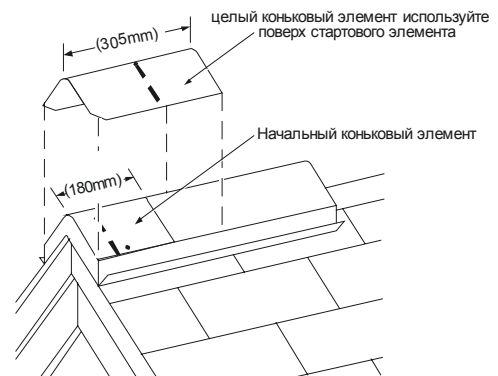 целый коньковый элемент используйте
поверх стартового элемента
(305mm)
Начальный коньковый элемент
(180mm)